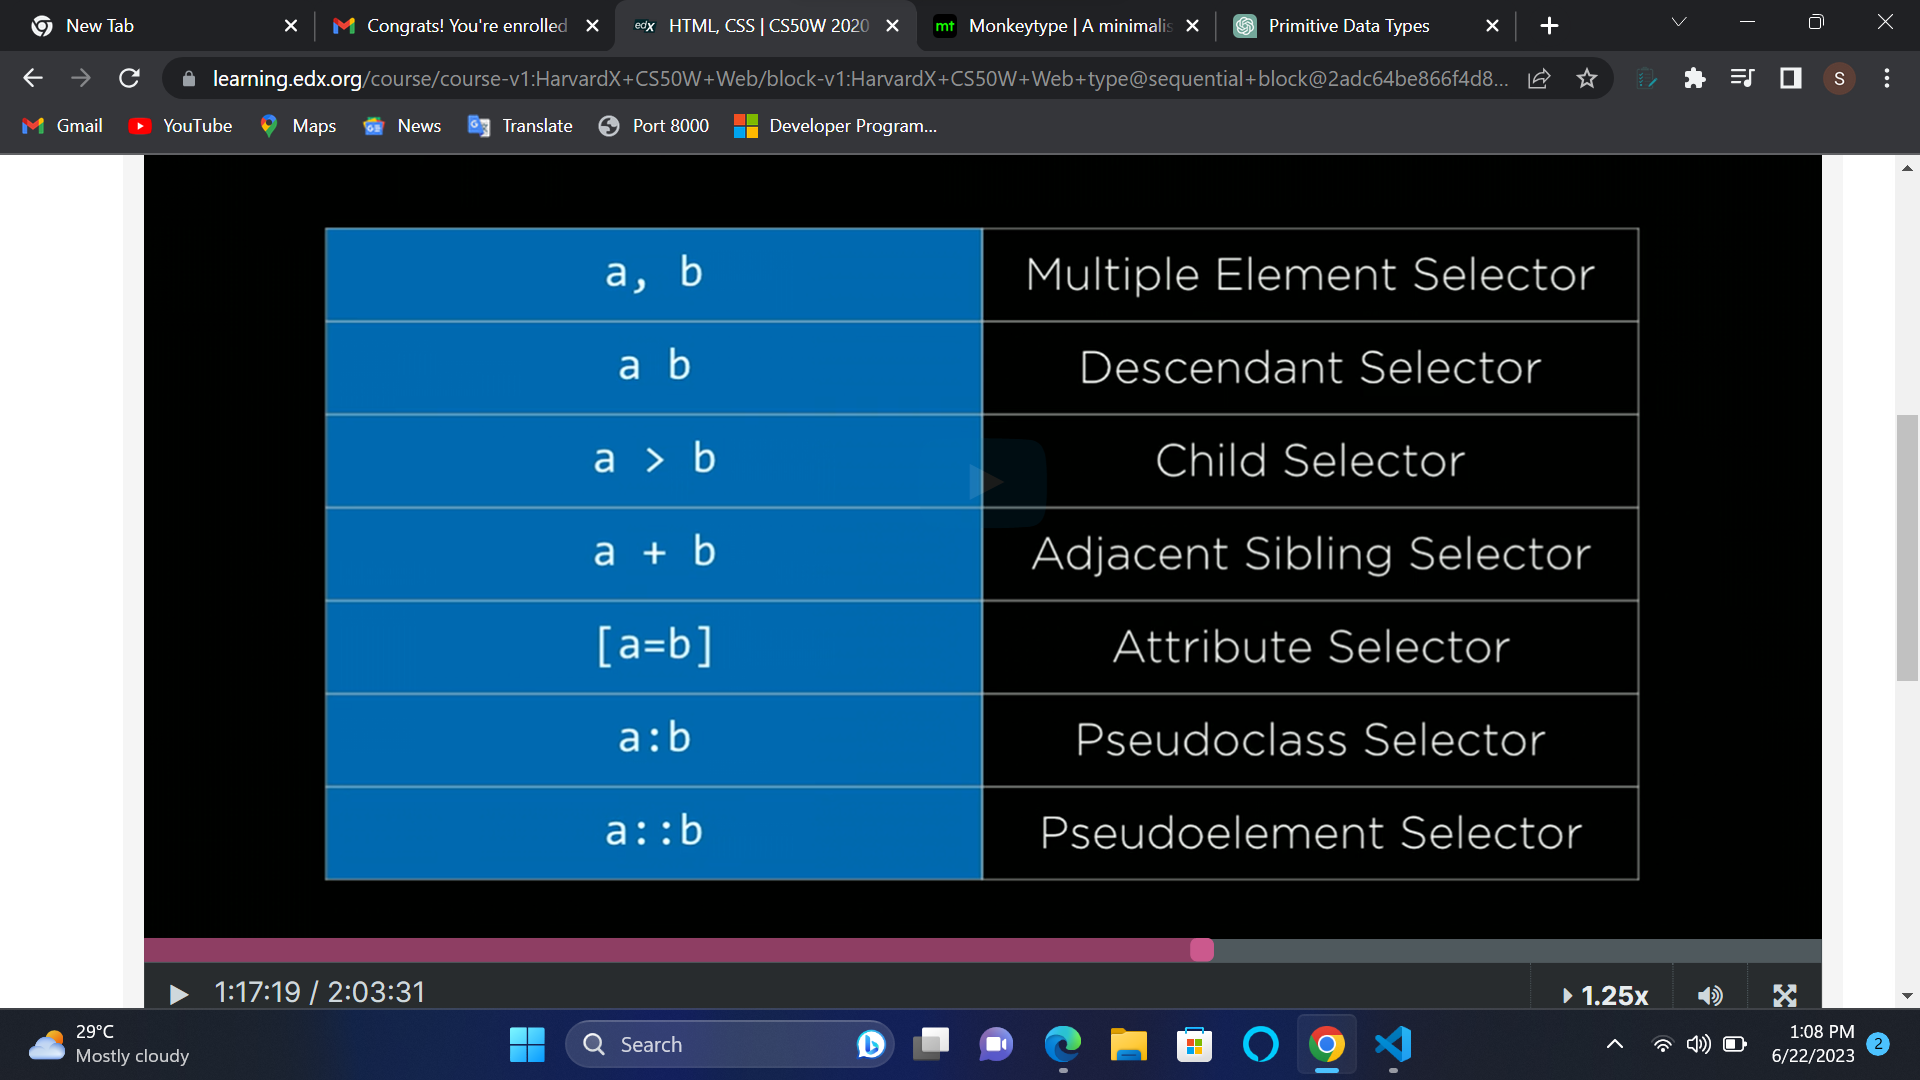 New Tab
Congrats! You're enrolled
edx HTML, CSS | CS50W 2020
mt Monkeytype | A minimalis
Primitive Data Types
learning.edx.org/course/course-v1:HarvardX+CS50W+Web/block-v1:HarvardX+CS50W+Web+type@sequential+block@2adc64be866f4d8...
S
Gmail
YouTube
Maps
News
Translate
Port 8000
Developer Program...
a, b Multiple Element Selector
a b Descendant Selector
a > b Child Selector
a + b Adjacent Sibling Selector
[a=b] Attribute Selector
a:b Pseudoclass Selector
a::b Pseudoelement Selector
1:17:19 / 2:03:31
1.25x
29°C
Mostly cloudy
Search
1:08 PM
6/22/2023
2